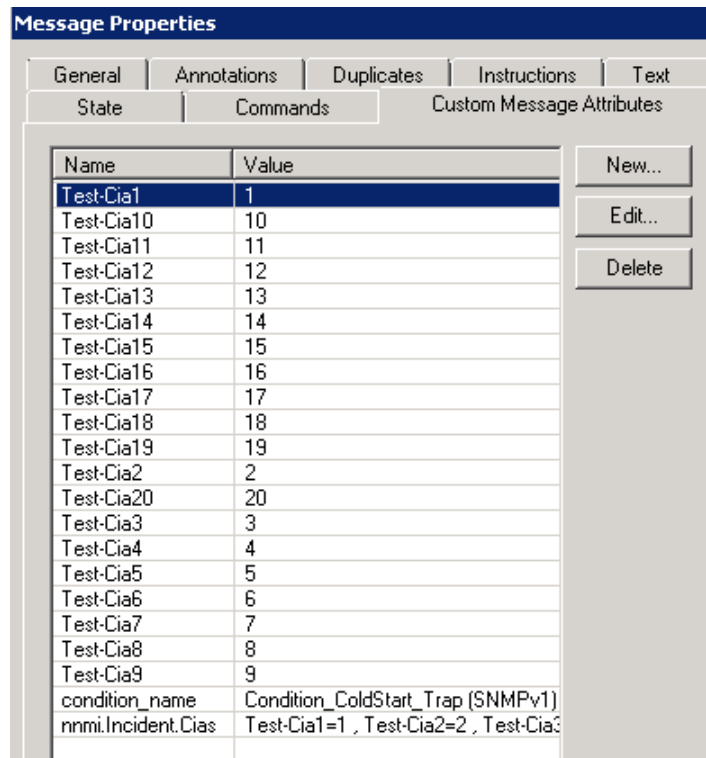 Message Properties
General Annotations Duplicates Instructions Text
State Commands Custom Message Attributes
Name Value New...
Test-Cia1 1
Test-Cia10 10 Edit...
Test-Cia11 11
Test-Cia12 12 Delete
Test-Cia13 13
Test-Cia14 14
Test-Cia15 15
Test-Cia16 16
Test-Cia17 17
Test-Cia18 18
Test-Cia19 19
Test-Cia2 2
Test-Cia20 20
Test-Cia3 3
Test-Cia4 4
Test-Cia5 5
Test-Cia6 6
Test-Cia7 7
Test-Cia8 8
Test-Cia9 9
condition_name Condition_ColdStart_Trap (SNMPv1)
nnmi.Incident.Cias Test-Cia1=1 , Test-Cia2=2 , Test-Cia3